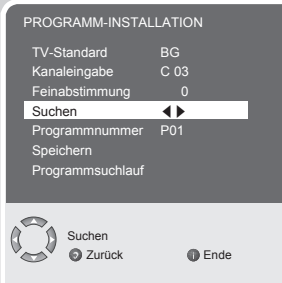 PROGRAMM-INSTALLATION
TV-Standard BG
Kanaleingabe C 03
Feinabstimmung 0
Suchen
Programmnummer P01
Speichern
Programmsuchlauf
Suchen
Zurück i Ende